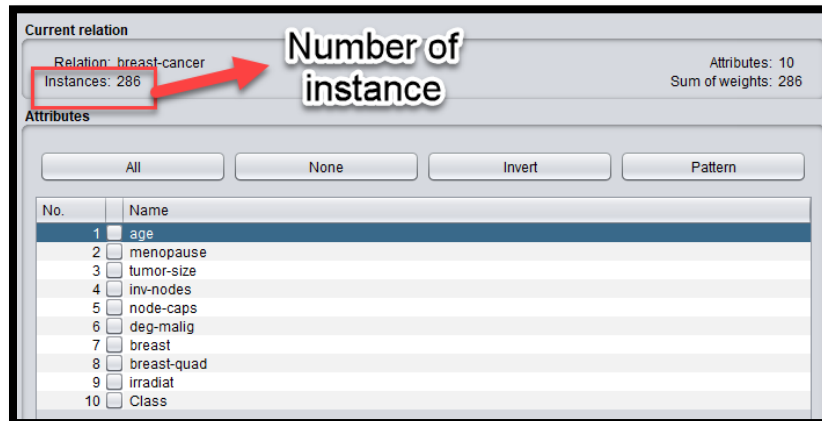 Current relation
Relation: breast-cancer
Attributes: 10
Instances: 286
Sum of weights: 286
Number of
instance
Attributes
All
None
Invert
Pattern
No. Name
1 age
2 menopause
3 tumor-size
4 inv-nodes
5 node-caps
6 deg-malig
7 breast
8 breast-quad
9 irradiat
10 Class